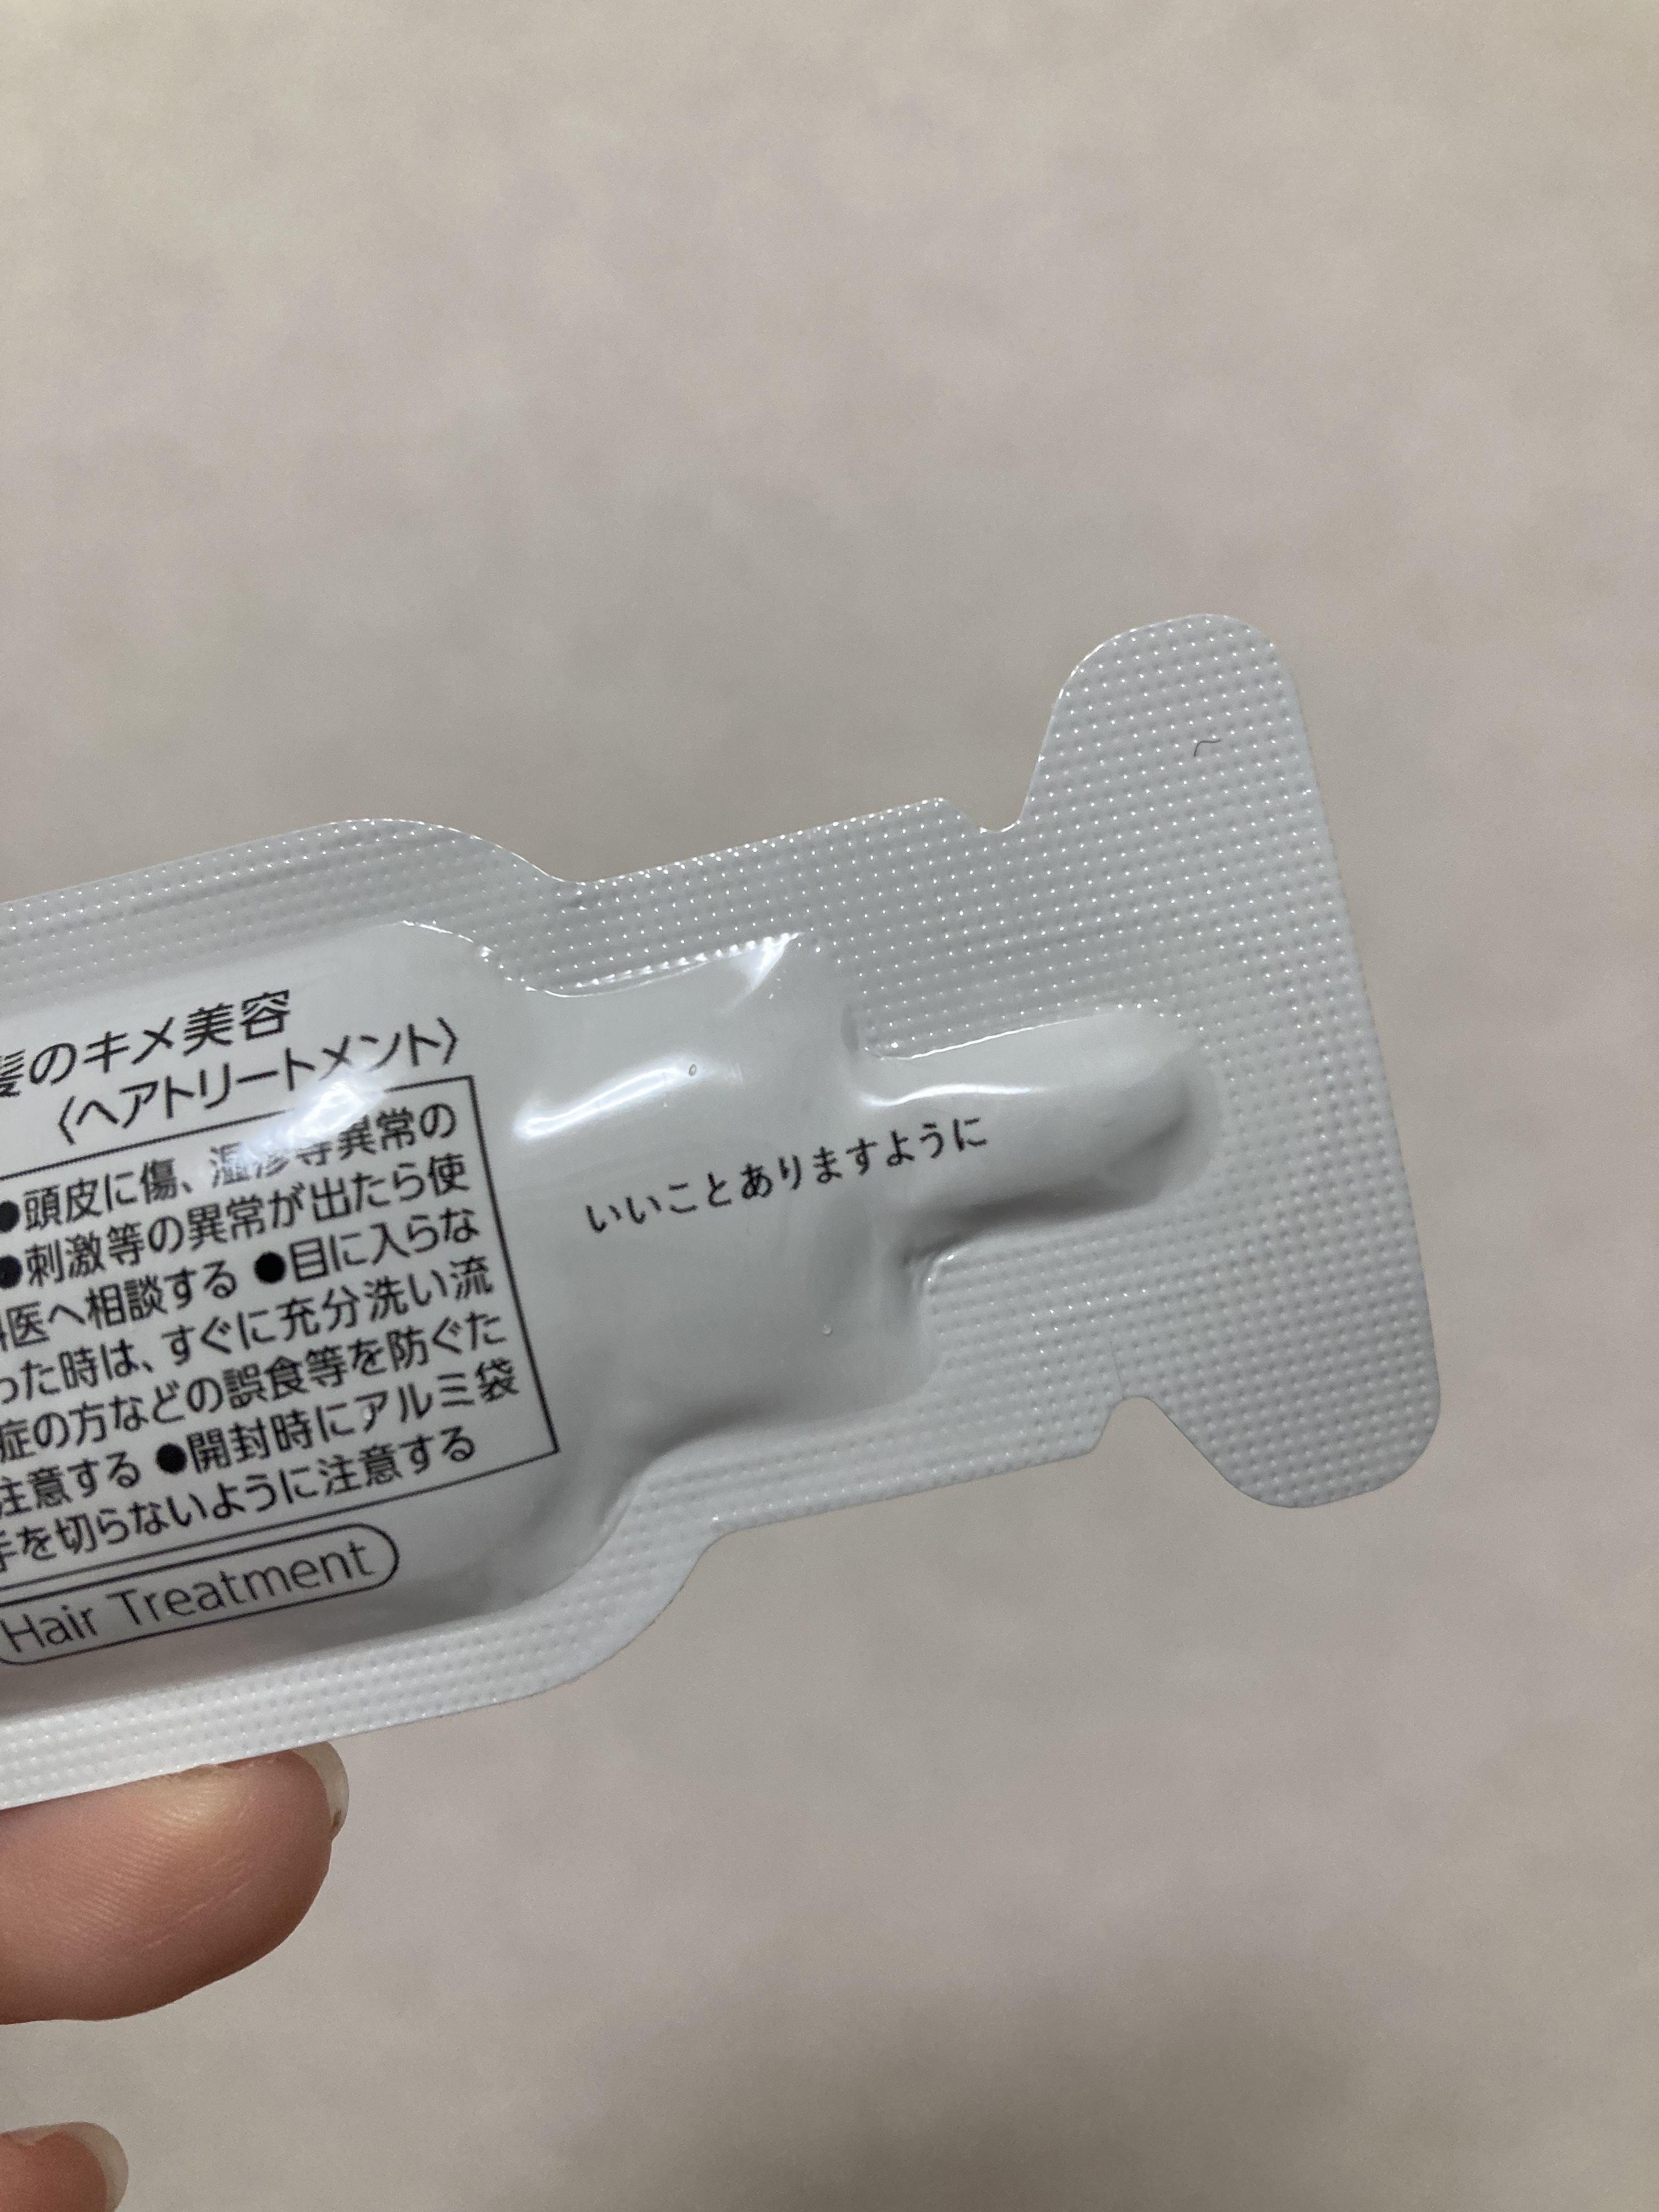 髪のキメ美容
〈ヘアトリートメント〉
●頭皮に傷、湿疹等異常の
●刺激等の異常が出たら使
科医へ相談する ●目に入らな
った時は、すぐに充分洗い流
症の方などの誤食等を防ぐた
注意する ●開封時にアルミ袋
手を切らないように注意する
Hair Treatment
いいことありますように